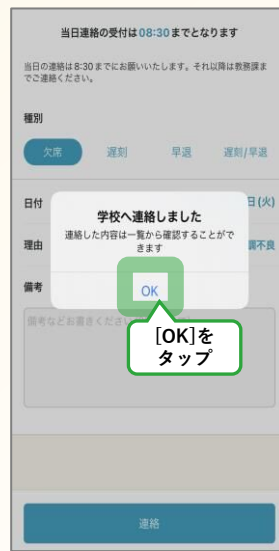 当日連絡の受付は08:30までとなります
当日の連絡は8:30までにお願いいたします。それ以降は教務課ま
でご連絡ください。
種別
欠席 遅刻 早退 遅刻/早退
日付 日(火)
学校へ連絡しました
連絡した内容は一覧から確認することがで
きます
理由 調不良
備考
OK
備考などお書きください
[OK]を
タップ
連絡